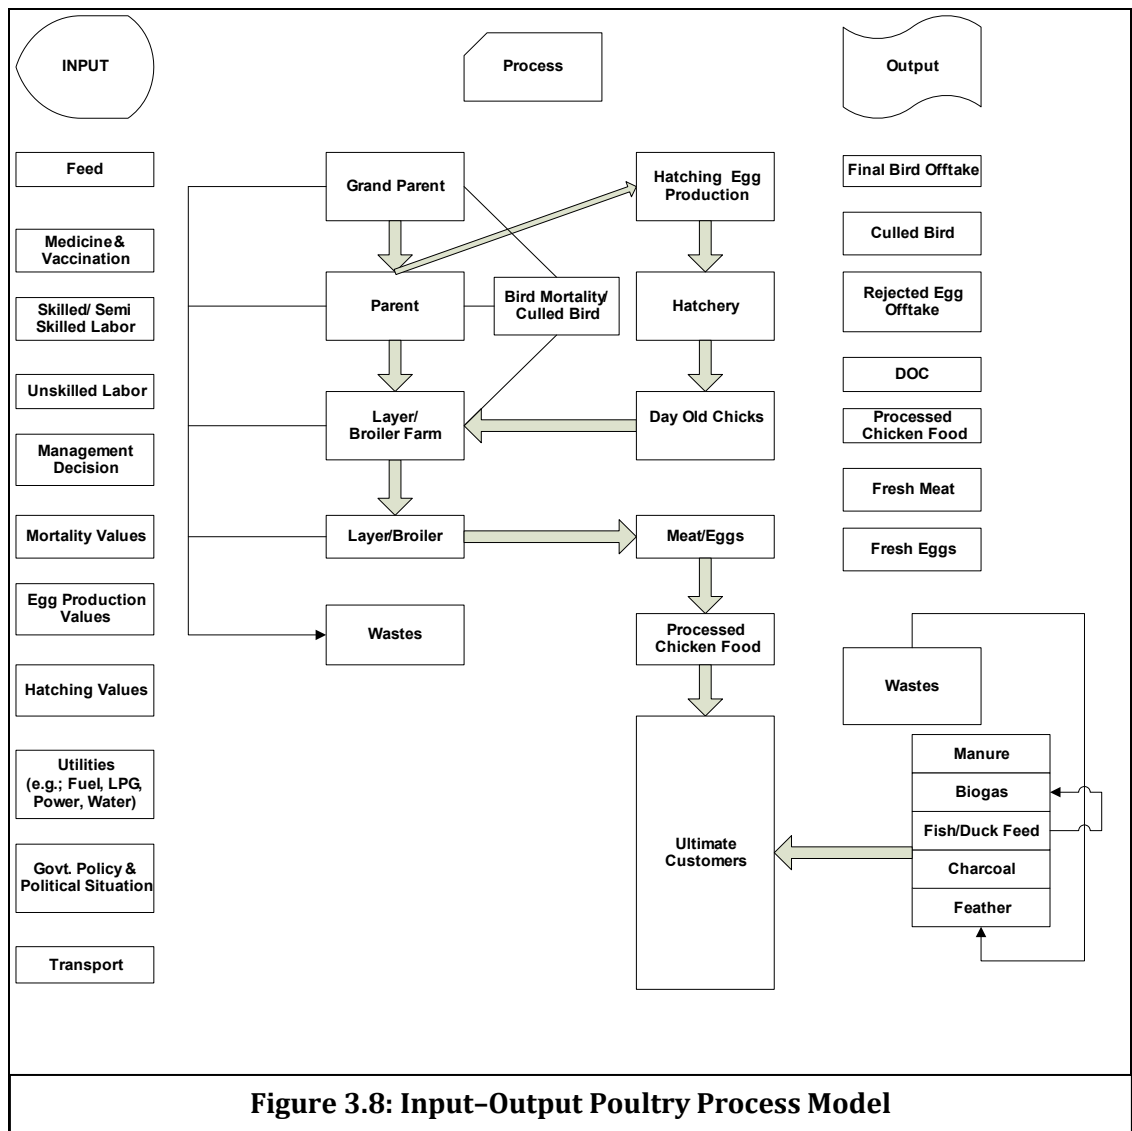 INPUT
Process
Output
Feed
Medicine &
Vaccination
Skilled/ Semi
Skilled Labor
Unskilled Labor
Management
Decision
Mortality Values
Egg Production
Values
Hatching Values
Utilities
(e.g.; Fuel, LPG,
Power, Water)
Govt. Policy &
Political Situation
Transport
Grand Parent
Parent
Bird Mortality/
Culled Bird
Layer/
Broiler Farm
Layer/Broiler
Wastes
Hatching Egg
Production
Hatchery
Day Old Chicks
Meat/Eggs
Processed
Chicken Food
Ultimate
Customers
Final Bird Offtake
Culled Bird
Rejected Egg
Offtake
DOC
Processed
Chicken Food
Fresh Meat
Fresh Eggs
Wastes
Manure
Biogas
Fish/Duck Feed
Charcoal
Feather
Figure 3.8: Input–Output Poultry Process Model